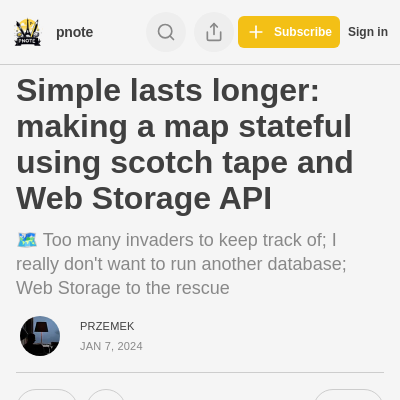 pnote
Subscribe
Sign in
Simple lasts longer:
making a map stateful
using scotch tape and
Web Storage API
🗺️ Too many invaders to keep track of; I
really don't want to run another database;
Web Storage to the rescue
PRZEMEK
JAN 7, 2024